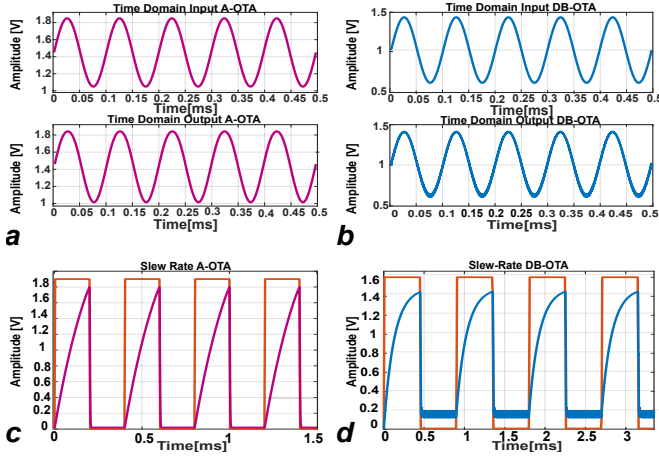 Time Domain Input A-OTA
Amplitude [V]
1.8
1.6
1.4
1.2
1
0 0.05 0.1 0.15 0.2 0.25 0.3 0.35 0.4 0.45 0.5
Time[ms]
Time Domain Output A-OTA
Amplitude [V]
1.8
1.6
1.4
1.2
1
0 0.05 0.1 0.15 0.2 0.25 0.3 0.35 0.4 0.45 0.5
Time[ms]
a
Time Domain Input DB-OTA
Amplitude [V]
1.5
1
0.5
0 0.05 0.1 0.15 0.2 0.25 0.3 0.35 0.4 0.45 0.5
Time[ms]
Time Domain Output DB-OTA
Amplitude [V]
1.5
1.0
0.5
0 0.05 0.1 0.15 0.2 0.25 0.3 0.35 0.4 0.45 0.5
Time[ms]
b
Slew Rate A-OTA
Amplitude [V]
1.8
1.6
1.4
1.2
1
0.8
0.6
0.4
0.2
0
0 0.5 1 1.5
Time[ms]
c
Slew-Rate DB-OTA
Amplitude [V]
1.6
1.4
1.2
1.0
0.8
0.6
0.4
0.2
0
0 0.5 1 1.5 2 2.5 3
Time[ms]
d